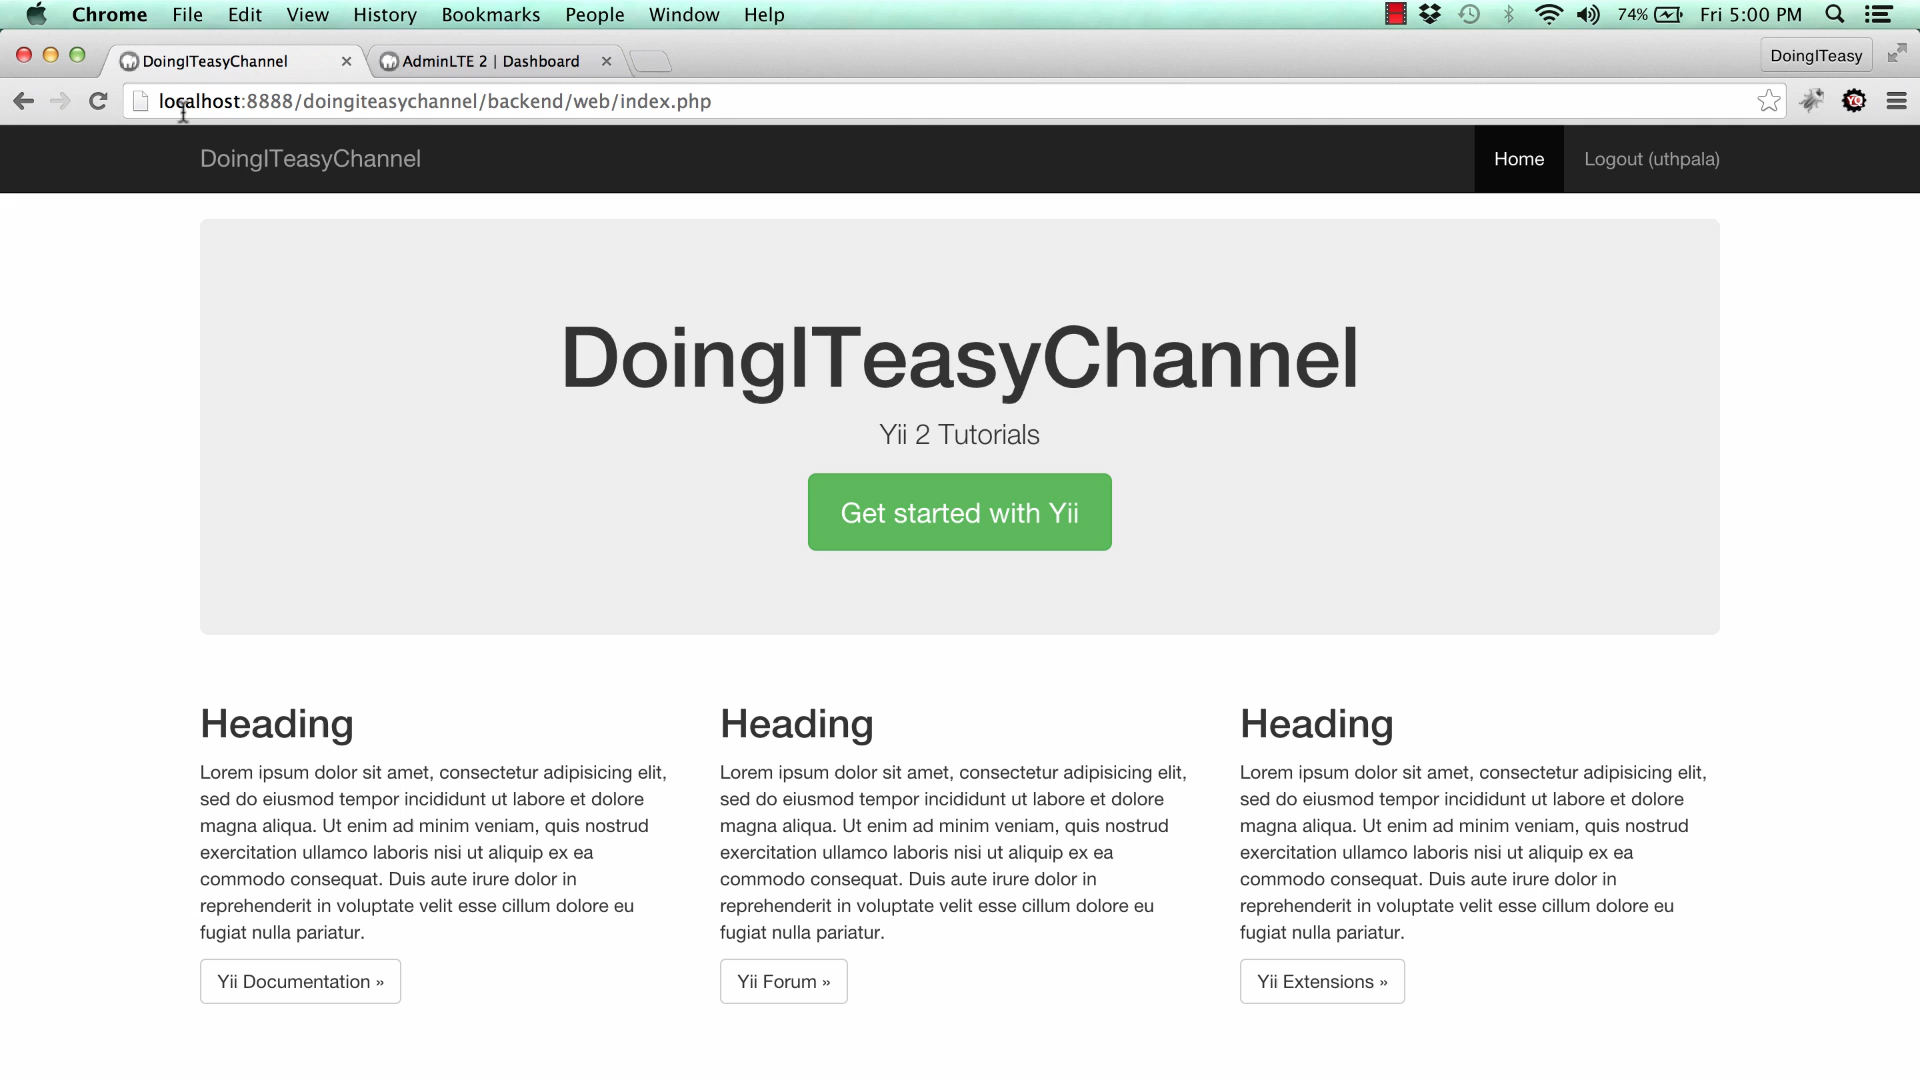 Chrome File Edit View History Bookmarks People Window Help 74% Fri 5:00 PM
DoingITeasyChannel AdminLTE 2 | Dashboard DoingITeasy
localhost:8888/doingiteasychannel/backend/web/index.php
DoingITeasyChannel Home Logout (uthpala)
DoingITeasyChannel
Yii 2 Tutorials
Get started with Yii
Heading
Lorem ipsum dolor sit amet, consectetur adipisicing elit,
sed do eiusmod tempor incididunt ut labore et dolore
magna aliqua. Ut enim ad minim veniam, quis nostrud
exercitation ullamco laboris nisi ut aliquip ex ea
commodo consequat. Duis aute irure dolor in
reprehenderit in voluptate velit esse cillum dolore eu
fugiat nulla pariatur.
Yii Documentation »
Heading
Lorem ipsum dolor sit amet, consectetur adipisicing elit,
sed do eiusmod tempor incididunt ut labore et dolore
magna aliqua. Ut enim ad minim veniam, quis nostrud
exercitation ullamco laboris nisi ut aliquip ex ea
commodo consequat. Duis aute irure dolor in
reprehenderit in voluptate velit esse cillum dolore eu
fugiat nulla pariatur.
Yii Forum »
Heading
Lorem ipsum dolor sit amet, consectetur adipisicing elit,
sed do eiusmod tempor incididunt ut labore et dolore
magna aliqua. Ut enim ad minim veniam, quis nostrud
exercitation ullamco laboris nisi ut aliquip ex ea
commodo consequat. Duis aute irure dolor in
reprehenderit in voluptate velit esse cillum dolore eu
fugiat nulla pariatur.
Yii Extensions »